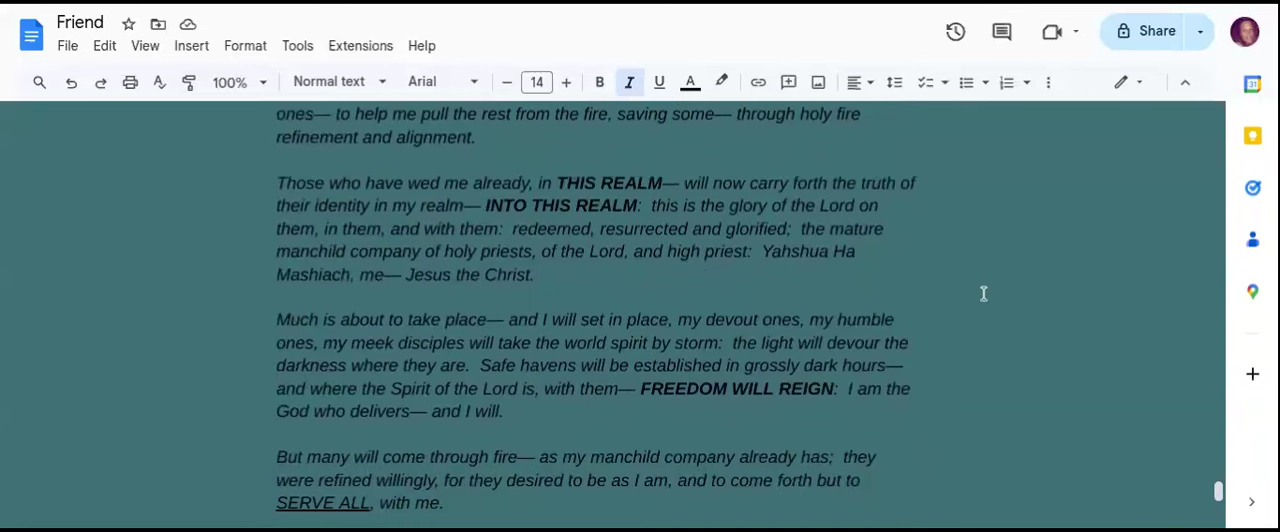 Friend
File Edit View Insert Format Tools Extensions Help
Share
100% Normal text Arial 14 B I U A
31
ones— to help me pull the rest from the fire, saving some— through holy fire
refinement and alignment.
Those who have wed me already, in THIS REALM— will now carry forth the truth of
their identity in my realm— INTO THIS REALM:  this is the glory of the Lord on
them, in them, and with them:  redeemed, resurrected and glorified;  the mature
manchild company of holy priests, of the Lord, and high priest:  Yahshua Ha
Mashiach, me— Jesus the Christ.
Much is about to take place— and I will set in place, my devout ones, my humble
ones, my meek disciples will take the world spirit by storm:  the light will devour the
darkness where they are.  Safe havens will be established in grossly dark hours—
and where the Spirit of the Lord is, with them— FREEDOM WILL REIGN:  I am the
God who delivers— and I will.
But many will come through fire— as my manchild company already has;  they
were refined willingly, for they desired to be as I am, and to come forth but to
SERVE ALL, with me.